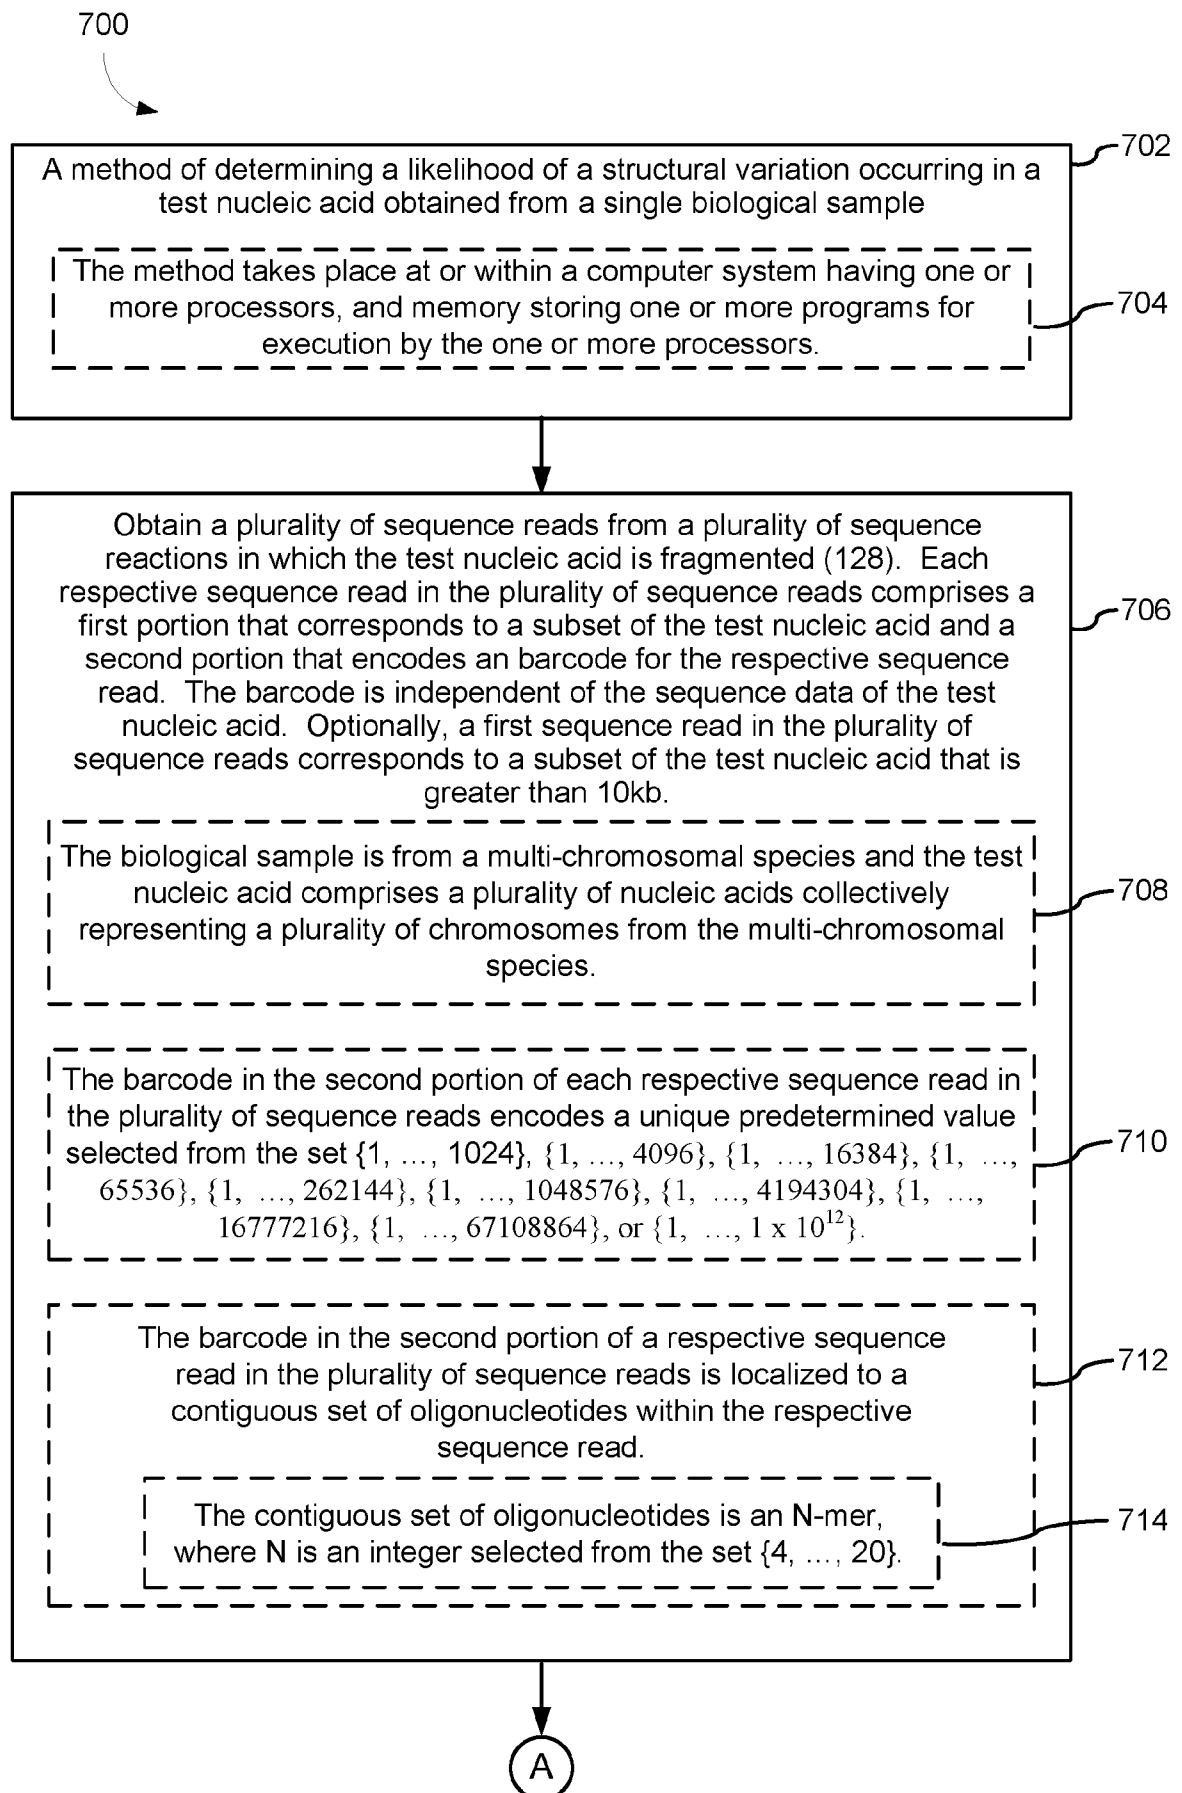 700
702
A method of determining a likelihood of a structural variation occurring in a
test nucleic acid obtained from a single biological sample
The method takes place at or within a computer system having one or
more processors, and memory storing one or more programs for
execution by the one or more processors.
704
Obtain a plurality of sequence reads from a plurality of sequence
reactions in which the test nucleic acid is fragmented (128).  Each
respective sequence read in the plurality of sequence reads comprises a
first portion that corresponds to a subset of the test nucleic acid and a
second portion that encodes an barcode for the respective sequence
read.  The barcode is independent of the sequence data of the test
nucleic acid.  Optionally, a first sequence read in the plurality of
sequence reads corresponds to a subset of the test nucleic acid that is
greater than 10kb.
706
The biological sample is from a multi-chromosomal species and the test
nucleic acid comprises a plurality of nucleic acids collectively
representing a plurality of chromosomes from the multi-chromosomal
species.
708
The barcode in the second portion of each respective sequence read in
the plurality of sequence reads encodes a unique predetermined value
selected from the set {1, ..., 1024}, {1, ..., 4096}, {1, ..., 16384}, {1, ...,
65536}, {1, ..., 262144}, {1, ..., 1048576}, {1, ..., 4194304}, {1, ...,
16777216}, {1, ..., 67108864}, or {1, ..., 1 x 10¹²}.
710
The barcode in the second portion of a respective sequence
read in the plurality of sequence reads is localized to a
contiguous set of oligonucleotides within the respective
sequence read.
712
The contiguous set of oligonucleotides is an N-mer,
where N is an integer selected from the set {4, ..., 20}.
714
A